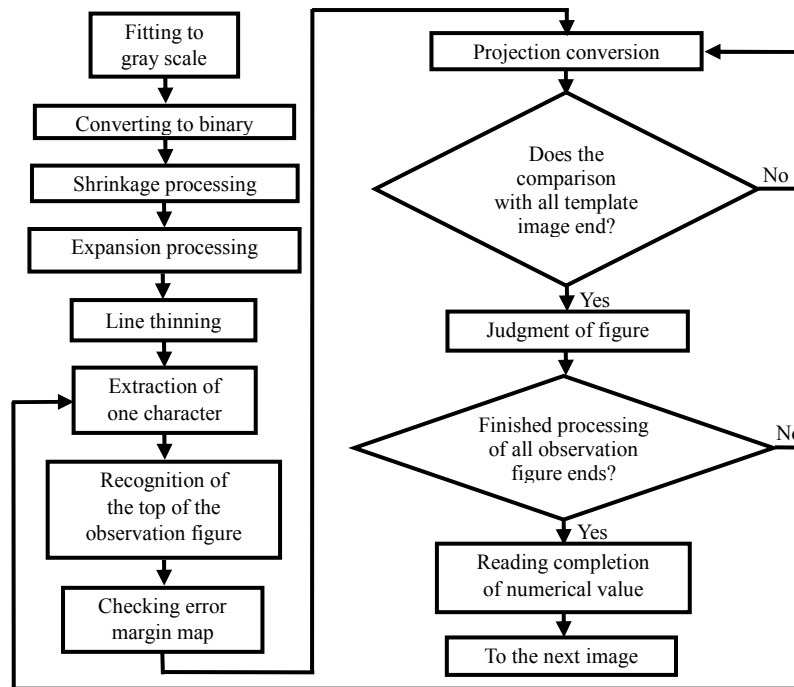 Fitting to
gray scale
Converting to binary
Shrinkage processing
Expansion processing
Line thinning
Extraction of
one character
Recognition of
the top of the
observation figure
Checking error
margin map
Projection conversion
Does the
comparison
with all template
image end?
No
Yes
Judgment of figure
Finished processing
of all observation
figure ends?
No
Yes
Reading completion
of numerical value
To the next image